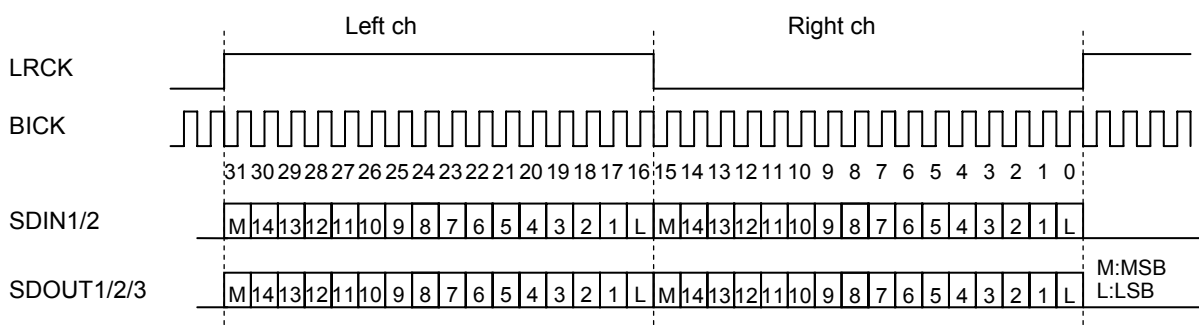 Left ch Right ch
LRCK
BICK
31 30 29 28 27 26 25 24 23 22 21 20 19 18 17 16 15 14 13 12 11 10 9 8 7 6 5 4 3 2 1 0
SDIN1/2 M 14 13 12 11 10 9 8 7 6 5 4 3 2 1 L M 14 13 12 11 10 9 8 7 6 5 4 3 2 1 L
SDOUT1/2/3 M 14 13 12 11 10 9 8 7 6 5 4 3 2 1 L M 14 13 12 11 10 9 8 7 6 5 4 3 2 1 L
M:MSB
L:LSB